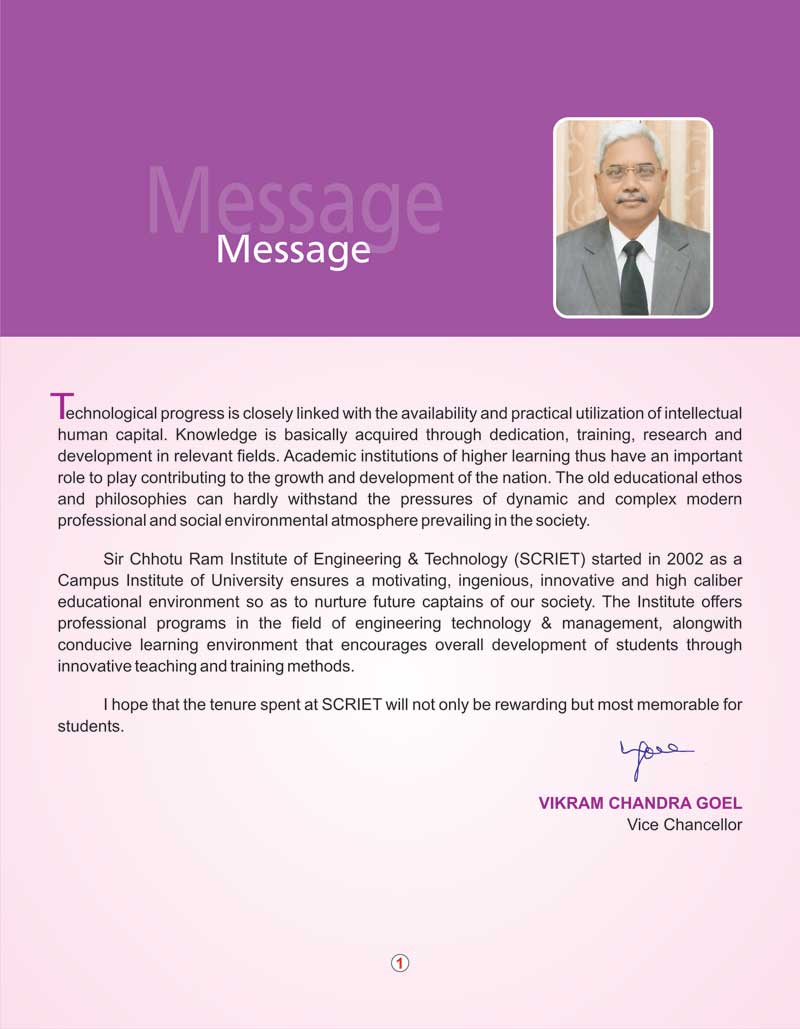 Message
Message
Technological progress is closely linked with the availability and practical utilization of intellectual
human capital. Knowledge is basically acquired through dedication, training, research and
development in relevant fields. Academic institutions of higher learning thus have an important
role to play contributing to the growth and development of the nation. The old educational ethos
and philosophies can hardly withstand the pressures of dynamic and complex modern
professional and social environmental atmosphere prevailing in the society.
Sir Chhotu Ram Institute of Engineering & Technology (SCRIET) started in 2002 as a
Campus Institute of University ensures a motivating, ingenious, innovative and high caliber
educational environment so as to nurture future captains of our society. The Institute offers
professional programs in the field of engineering technology & management, alongwith
conducive learning environment that encourages overall development of students through
innovative teaching and training methods.
I hope that the tenure spent at SCRIET will not only be rewarding but most memorable for
students.
VIKRAM CHANDRA GOEL
Vice Chancellor
1